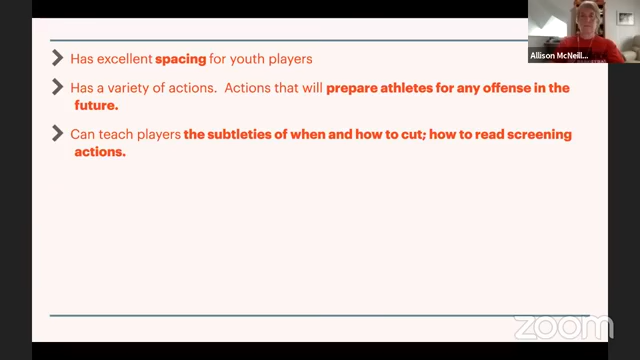 Has excellent spacing for youth players
Has a variety of actions. Actions that will prepare athletes for any offense in the
future.
Can teach players the subtleties of when and how to cut; how to read screening
actions.
Allison McNeill...
zoom